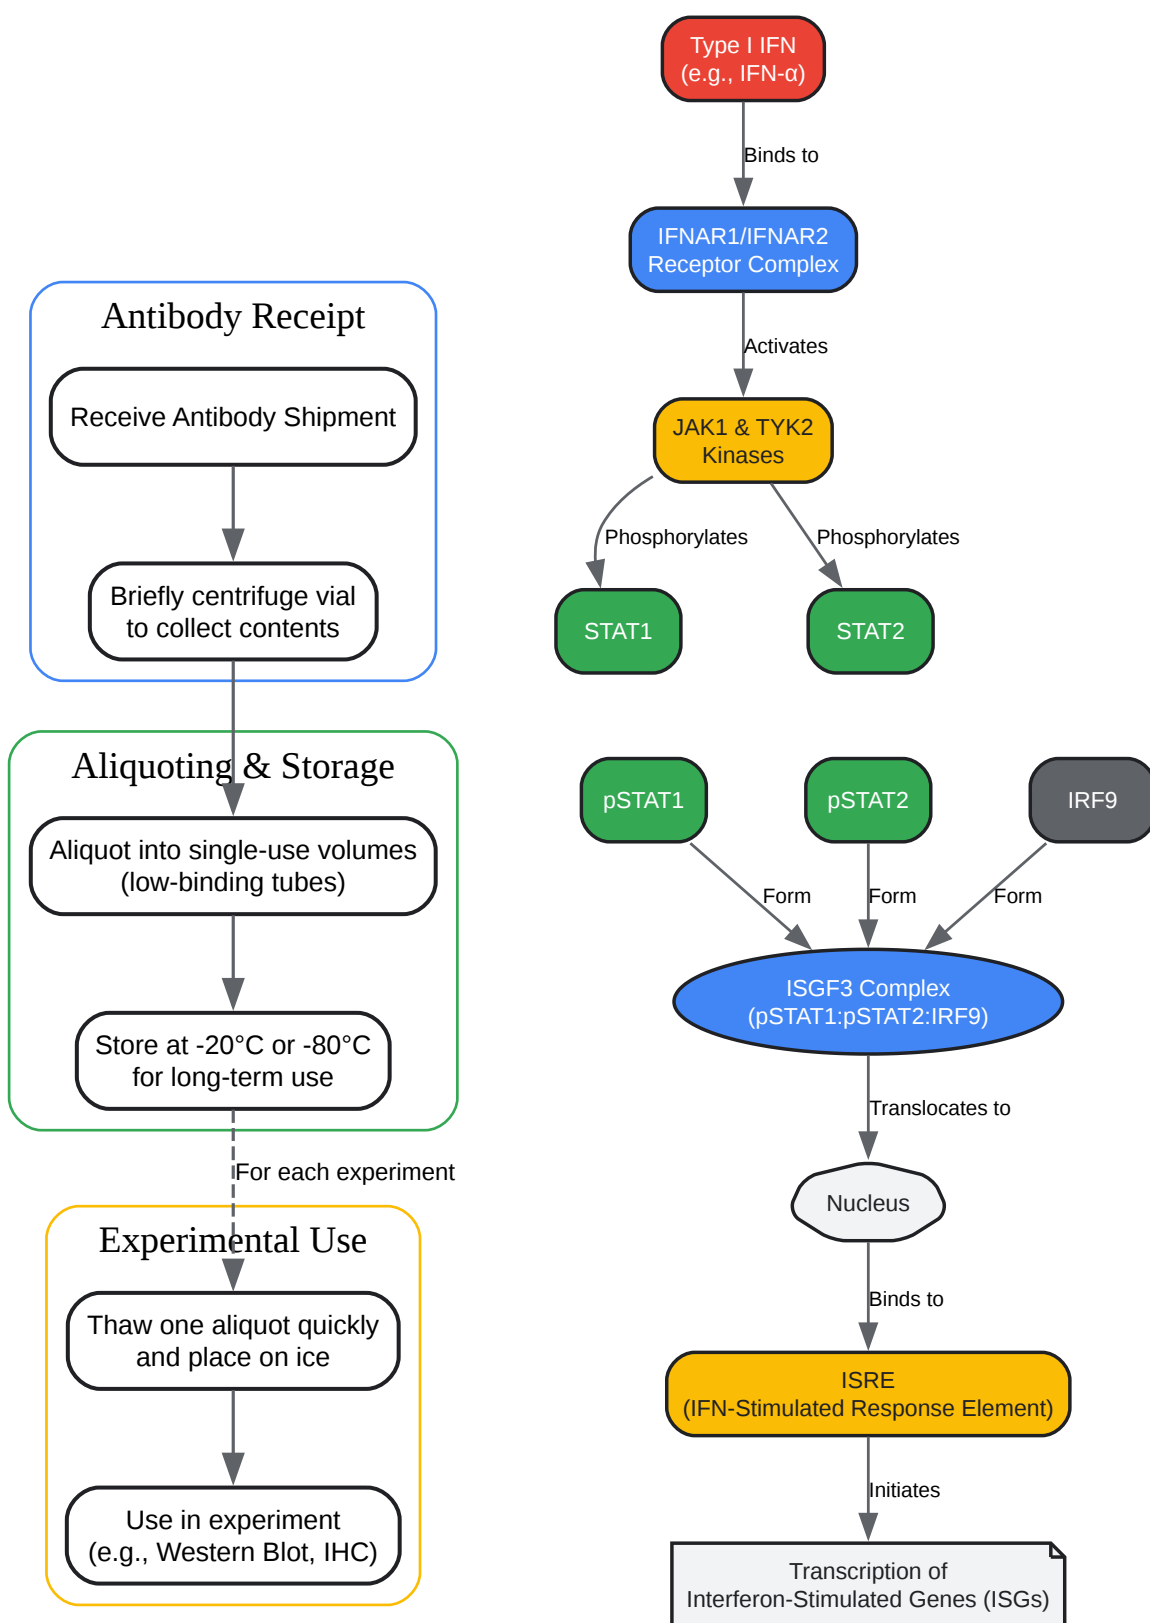 Antibody Receipt
Receive Antibody Shipment
Briefly centrifuge vial
to collect contents
Aliquoting & Storage
Aliquot into single-use volumes
(low-binding tubes)
Store at -20°C or -80°C
for long-term use
For each experiment
Experimental Use
Thaw one aliquot quickly
and place on ice
Use in experiment
(e.g., Western Blot, IHC)
Type I IFN
(e.g., IFN-α)
Binds to
IFNAR1/IFNAR2
Receptor Complex
Activates
JAK1 & TYK2
Kinases
Phosphorylates
Phosphorylates
STAT1
STAT2
pSTAT1
pSTAT2
IRF9
Form
Form
Form
ISGF3 Complex
(pSTAT1:pSTAT2:IRF9)
Translocates to
Nucleus
Binds to
ISRE
(IFN-Stimulated Response Element)
Initiates
Transcription of
Interferon-Stimulated Genes (ISGs)